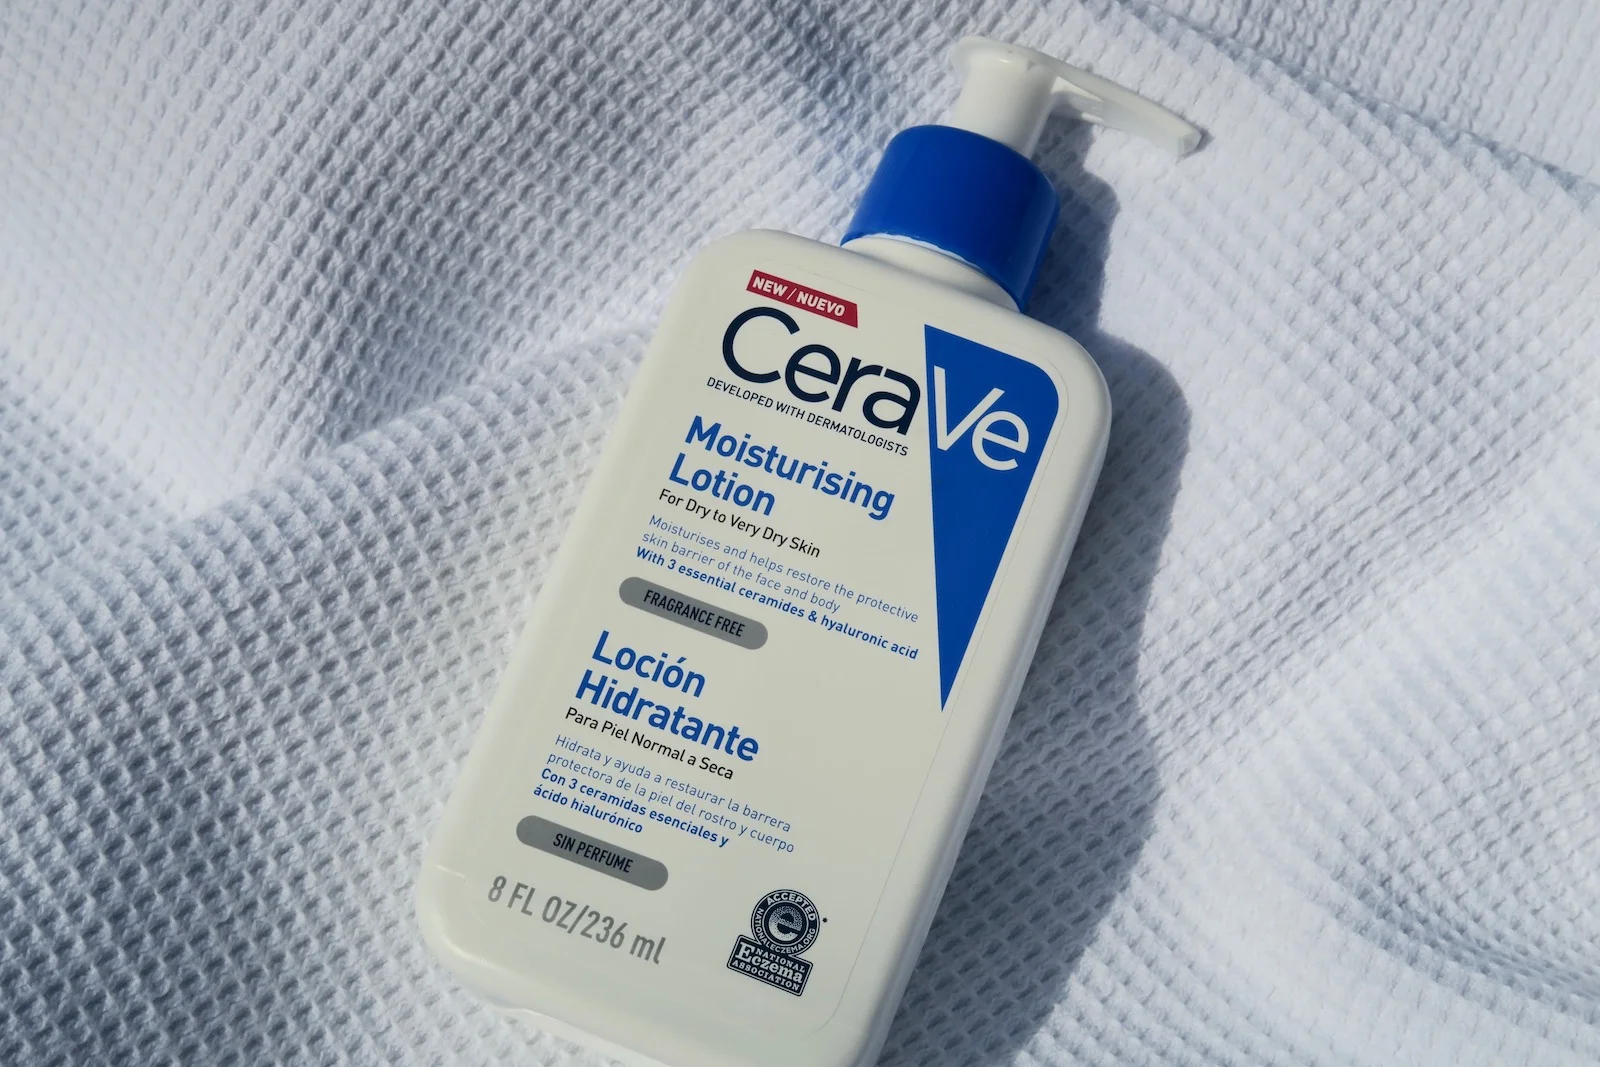 NEW / NUEVO
CeraVe
DEVELOPED WITH DERMATOLOGISTS
Moisturising
Lotion
For Dry to Very Dry Skin
Moisturises and helps restore the protective
skin barrier of the face and body
With 3 essential ceramides & hyaluronic acid
FRAGRANCE FREE
Loción
Hidratante
Para Piel Normal a Seca
Hidrata y ayuda a restaurar la barrera
protectora de la piel del rostro y cuerpo
Con 3 ceramidas esenciales y
ácido hialurónico
SIN PERFUME
8 FL OZ/236 ml
ACCEPTED
e
NATIONALECZEMA.ORG
NATIONAL
Eczema
ASSOCIATION